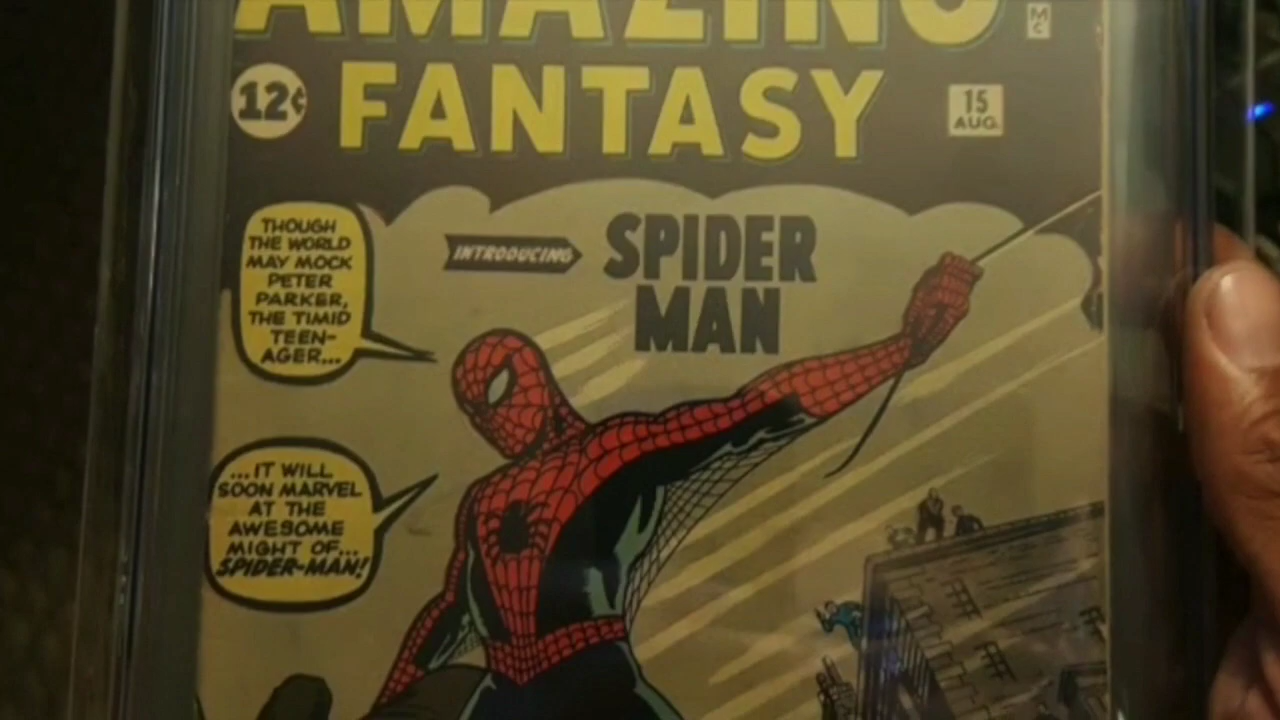 AMAZING
MC
12¢
FANTASY
15
AUG.
THOUGH
THE WORLD
MAY MOCK
PETER
PARKER,
THE TIMID
TEEN-
AGER...
INTRODUCING
SPIDER
MAN
...IT WILL
SOON MARVEL
AT THE
AWESOME
MIGHT OF...
SPIDER-MAN!